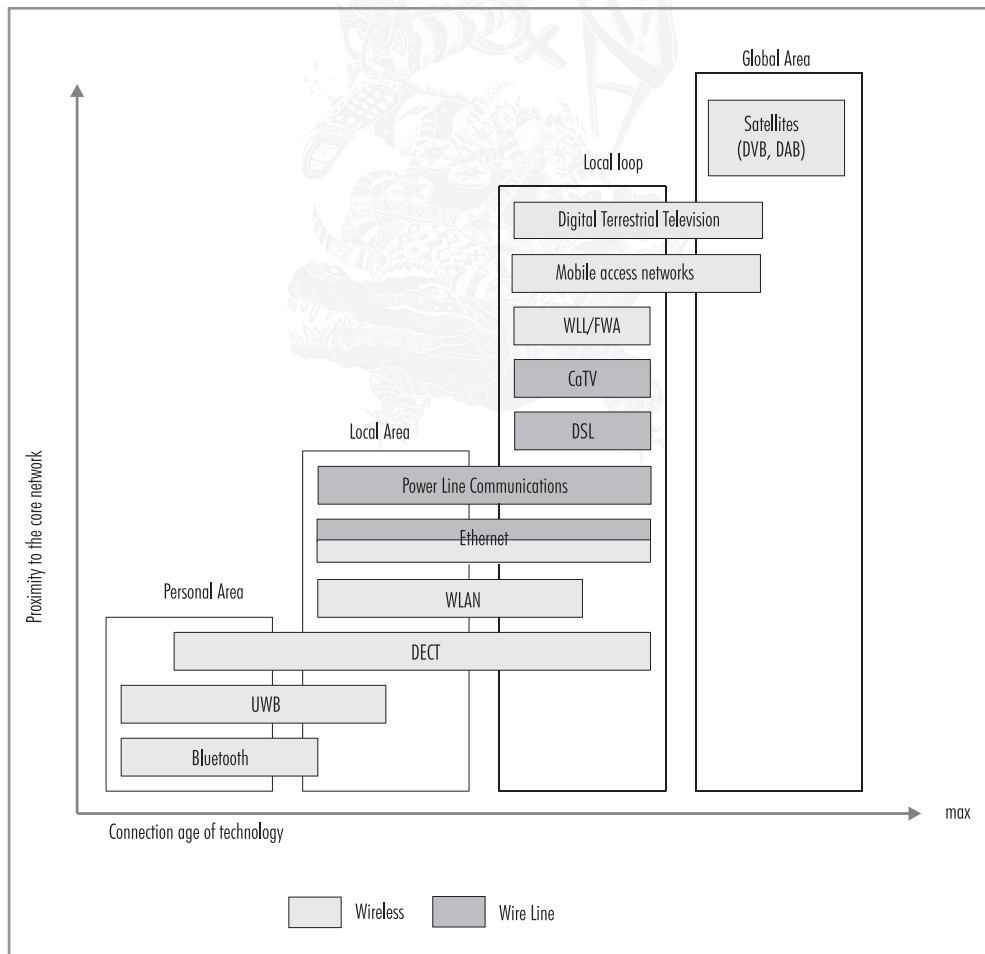 Global Area
Satellites
(DVB, DAB)
Local loop
Digital Terrestrial Television
Mobile access networks
WLL/FWA
CaTV
DSL
Local Area
Power Line Communications
Ethernet
Personal Area
WLAN
DECT
UWB
Bluetooth
Proximity to the core network
Connection age of technology
max
Wireless
Wire Line